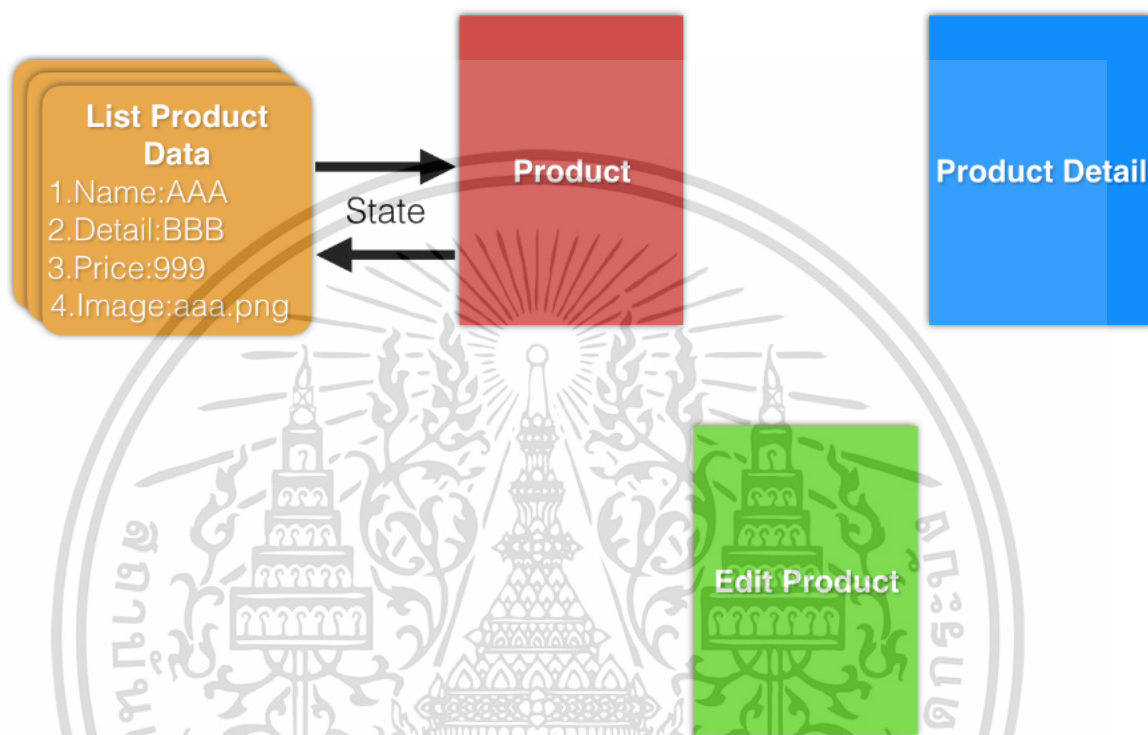 List Product
Data
1.Name:AAA
2.Detail:BBB
3.Price:999
4.Image:aaa.png
State
Product
Product Detail
Edit Product